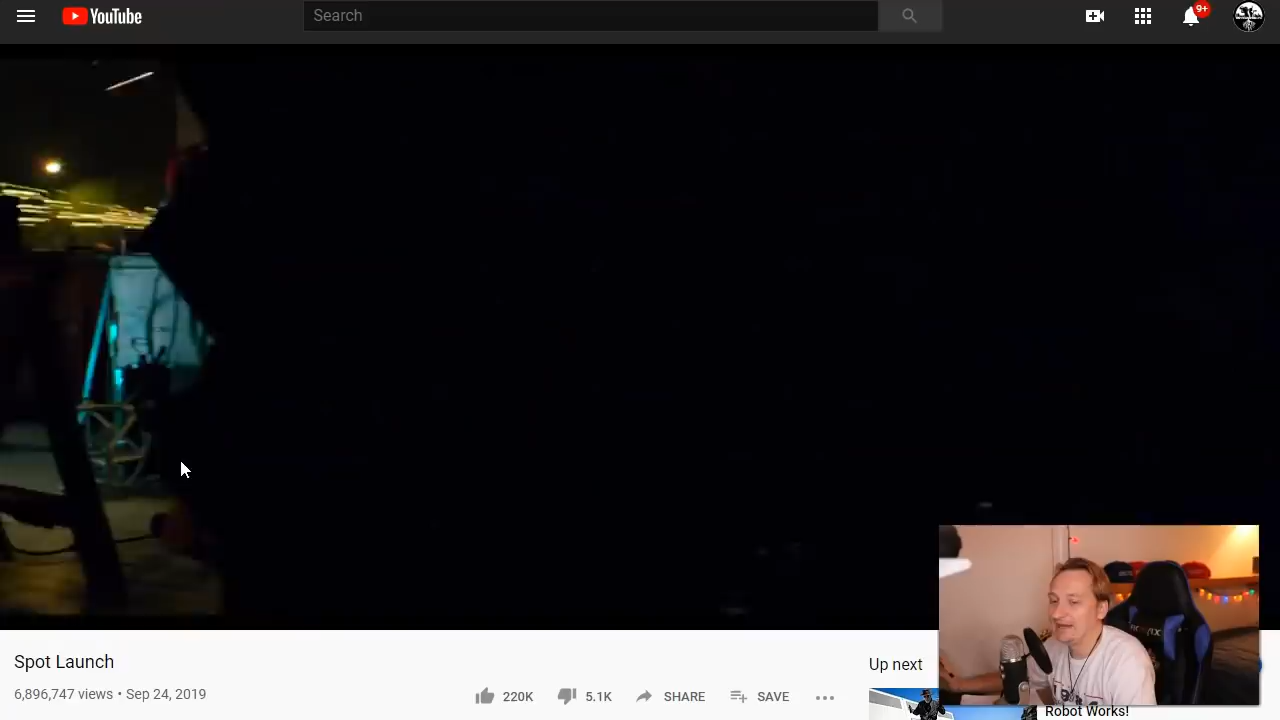 YouTube
Search
9+
Spot Launch
6,896,747 views • Sep 24, 2019
220K
5.1K
SHARE
SAVE
Up next
Robot Works!